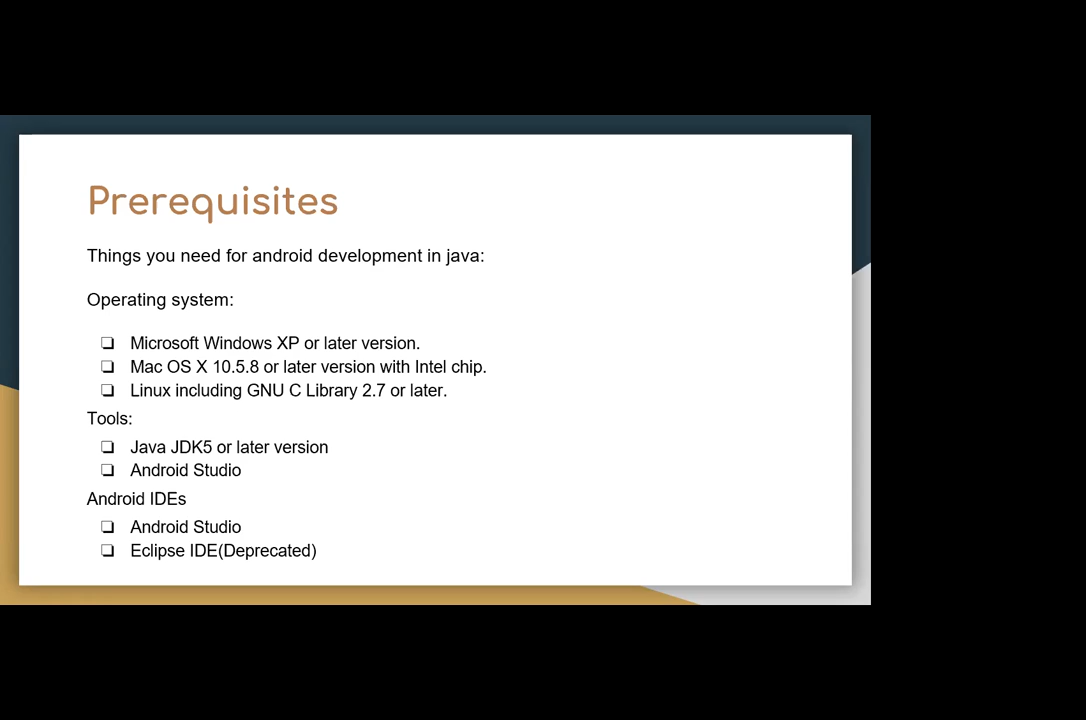 Prerequisites
Things you need for android development in java:
Operating system:
❏ Microsoft Windows XP or later version.
❏ Mac OS X 10.5.8 or later version with Intel chip.
❏ Linux including GNU C Library 2.7 or later.
Tools:
❏ Java JDK5 or later version
❏ Android Studio
Android IDEs
❏ Android Studio
❏ Eclipse IDE(Deprecated)